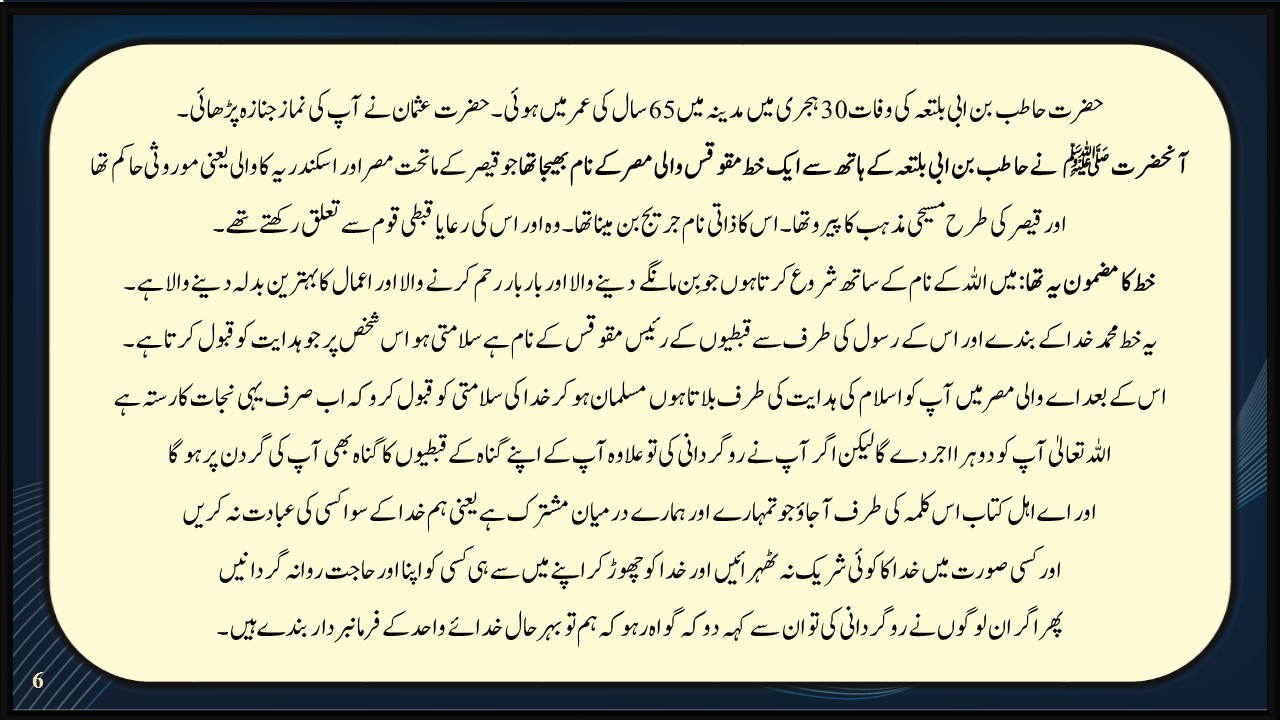 حضرت حاطب بن ابی بلتعہ کی وفات 30 ہجری میں مدینہ میں 65 سال کی عمر میں ہوئی۔ حضرت عثمان نے آپ کی نماز جنازہ پڑھائی۔
آنحضرت ﷺ نے حاطب بن ابی بلتعہ کے ہاتھ سے ایک خط مقوقس والی مصر کے نام بھیجا تھا جو قیصر کے ماتحت مصر اور اسکندریہ کا والی یعنی موروثی حاکم تھا
اور قیصر کی طرح مسیحی مذہب کا پیرو تھا۔ اس کا ذاتی نام جریج بن مینا تھا۔ وہ اور اس کی رعایا قبطی قوم سے تعلق رکھتے تھے۔
خط کا مضمون یہ تھا: میں اللہ کے نام کے ساتھ شروع کرتا ہوں جو بِن مانگے دینے والا اور بار بار رحم کرنے والا اور اعمال کا بہترین بدلہ دینے والا ہے۔
یہ خط محمد خدا کے بندے اور اس کے رسول کی طرف سے قبطیوں کے رئیس مقوقس کے نام ہے سلامتی ہو اس شخص پر جو ہدایت کو قبول کرتا ہے۔
اس کے بعد اے والی مصر میں آپ کو اسلام کی ہدایت کی طرف بلاتا ہوں مسلمان ہو کر خدا کی سلامتی کو قبول کرو کہ اب صرف یہی نجات کا رستہ ہے
اللہ تعالٰی آپ کو دوہرا اجر دے گا لیکن اگر آپ نے روگردانی کی تو علاوہ آپ کے اپنے گناہ کے قبطیوں کا گناہ بھی آپ کی گردن پر ہو گا
اور اے اہل کتاب اس کلمہ کی طرف آ جاؤ جو تمہارے اور ہمارے درمیان مشترک ہے یعنی ہم خدا کے سوا کسی کی عبادت نہ کریں
اور کسی صورت میں خدا کا کوئی شریک نہ ٹھہرائیں اور خدا کو چھوڑ کر اپنے میں سے ہی کسی کو اپنا اور حاجت روا نہ گردانیں
پھر اگر ان لوگوں نے روگردانی کی تو ان سے کہہ دو کہ گواہ رہو کہ ہم تو بہرحال خدائے واحد کے فرمانبردار بندے ہیں۔
6